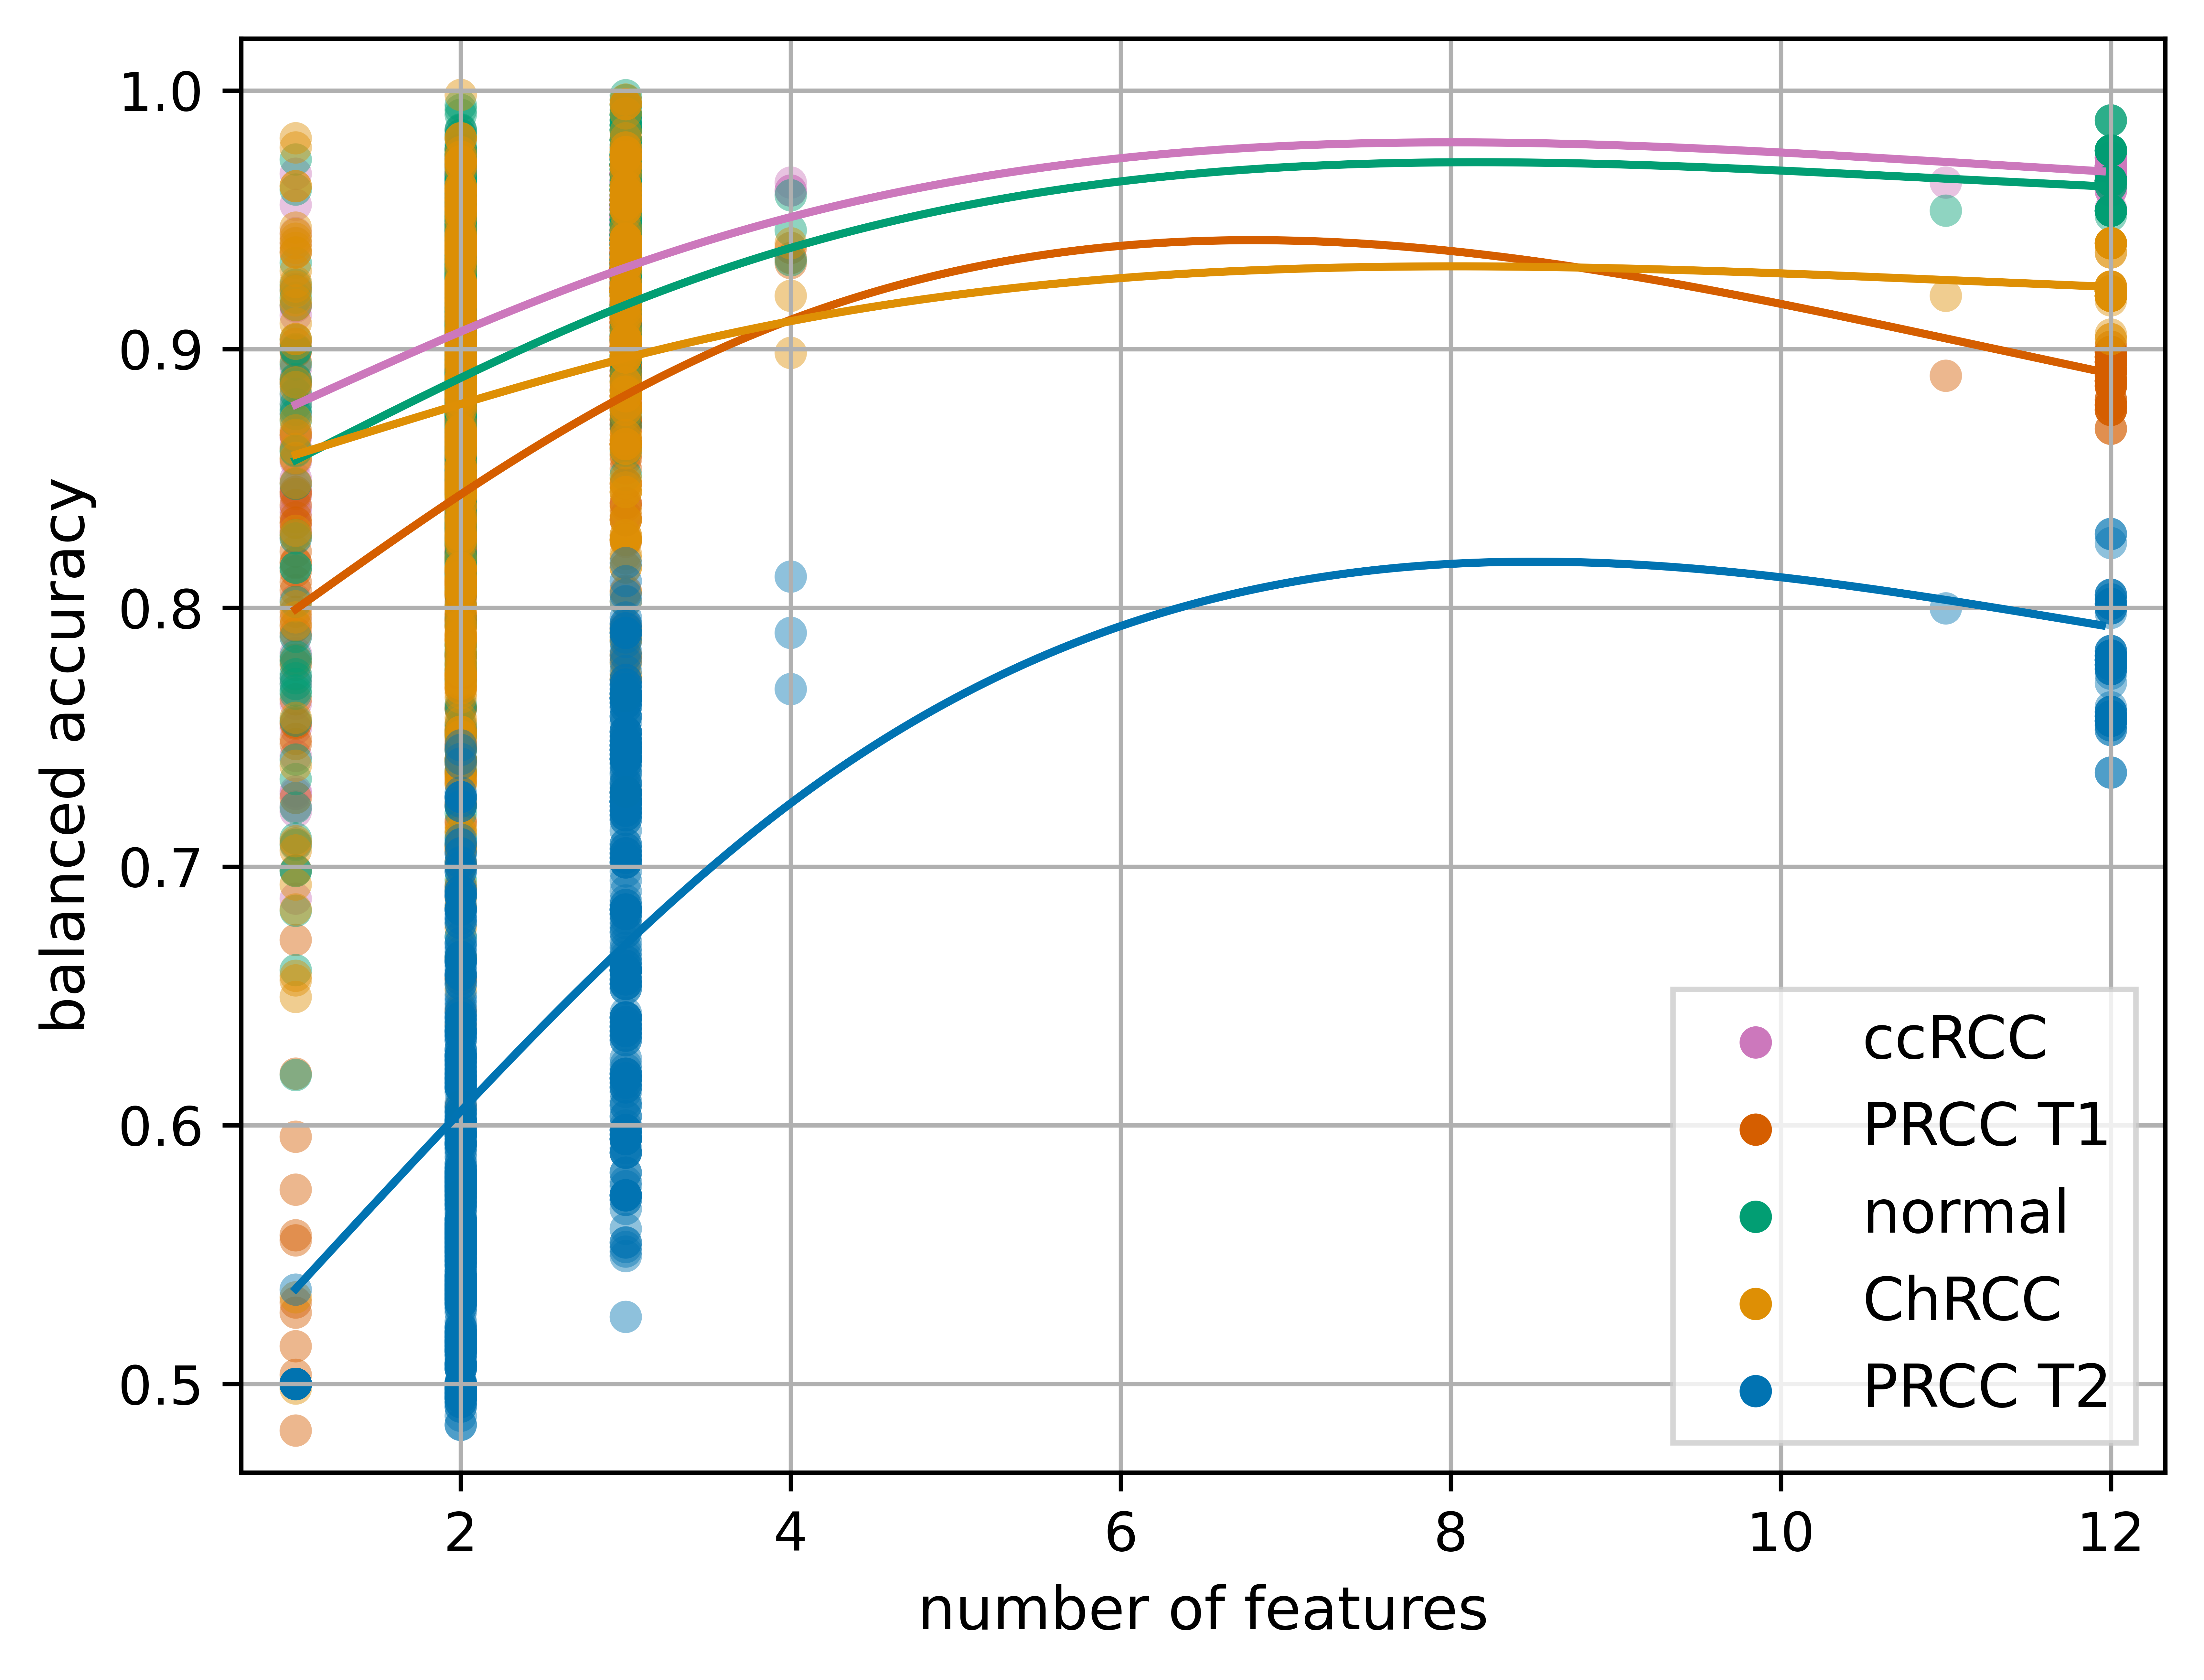 1.0
0.9
0.8
0.7
0.6
0.5
balanced accuracy
2 4 6 8 10 12
number of features
ccRCC
PRCC T1
normal
ChRCC
PRCC T2